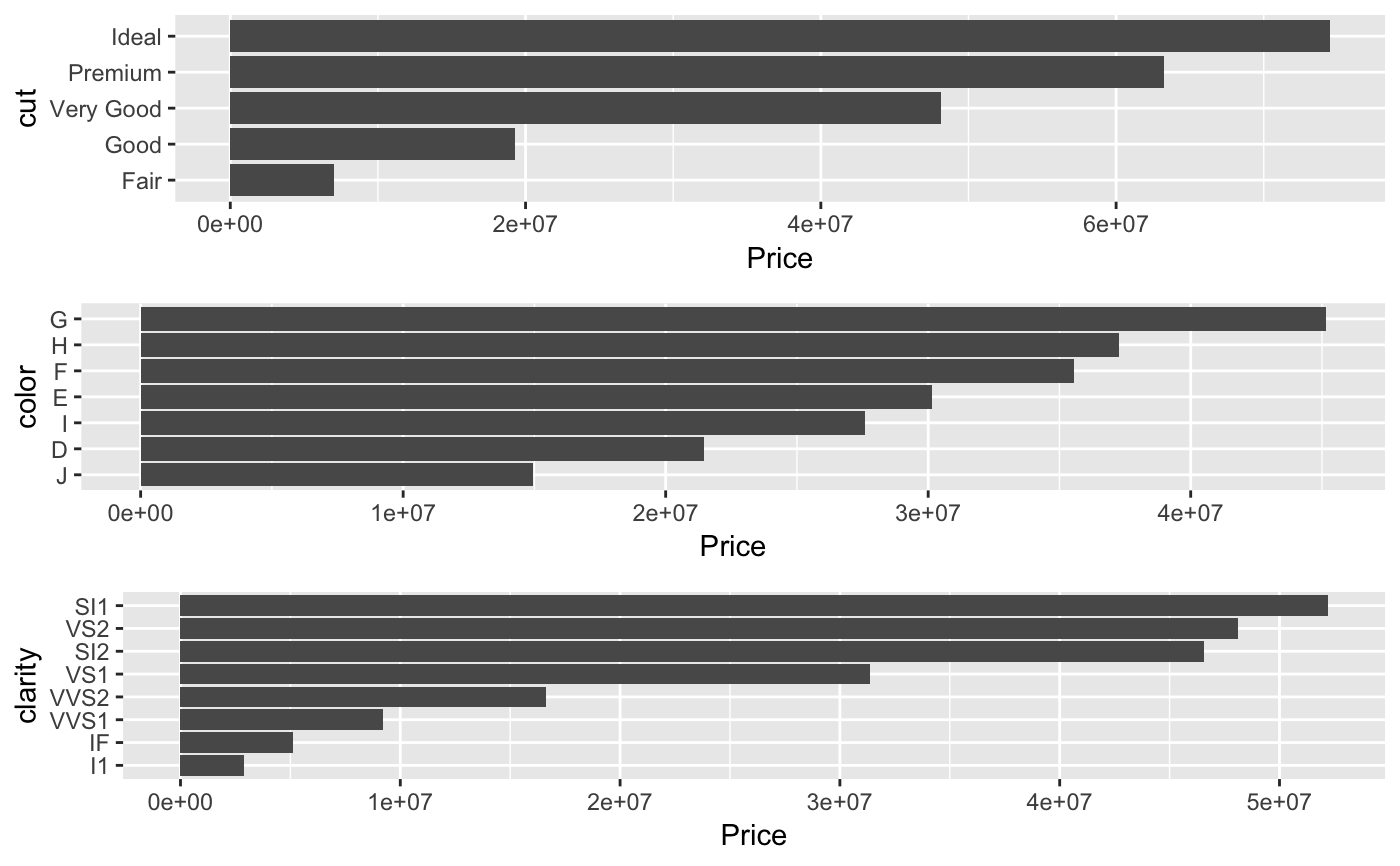 cut
Ideal
Premium
Very Good
Good
Fair
0e+00 2e+07 4e+07 6e+07
Price
color
G
H
F
E
I
D
J
0e+00 1e+07 2e+07 3e+07 4e+07
Price
clarity
SI1
VS2
SI2
VS1
VVS2
VVS1
IF
I1
0e+00 1e+07 2e+07 3e+07 4e+07 5e+07
Price